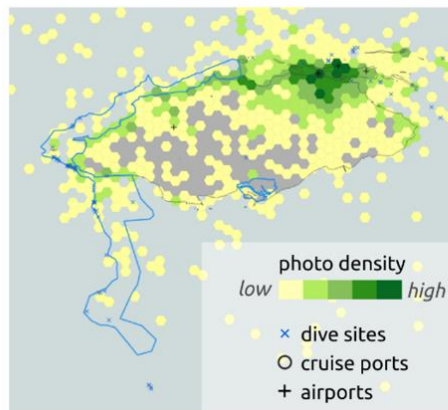 photo density
low high
× dive sites
○ cruise ports
+ airports